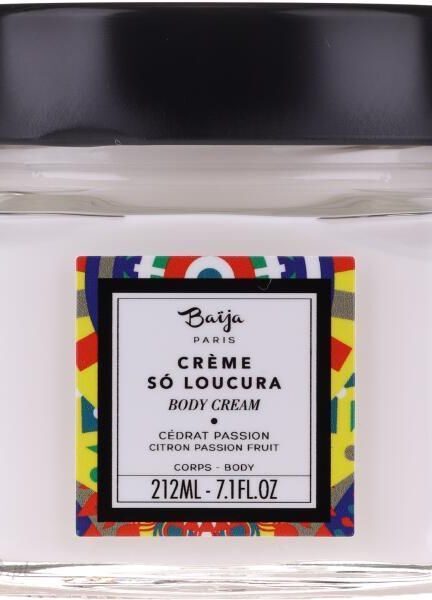 Baïja
PARIS
CRÈME
SÓ LOUCURA
BODY CREAM
CÉDRAT PASSION
CITRON PASSION FRUIT
CORPS - BODY
212ML - 7.1FL.OZ